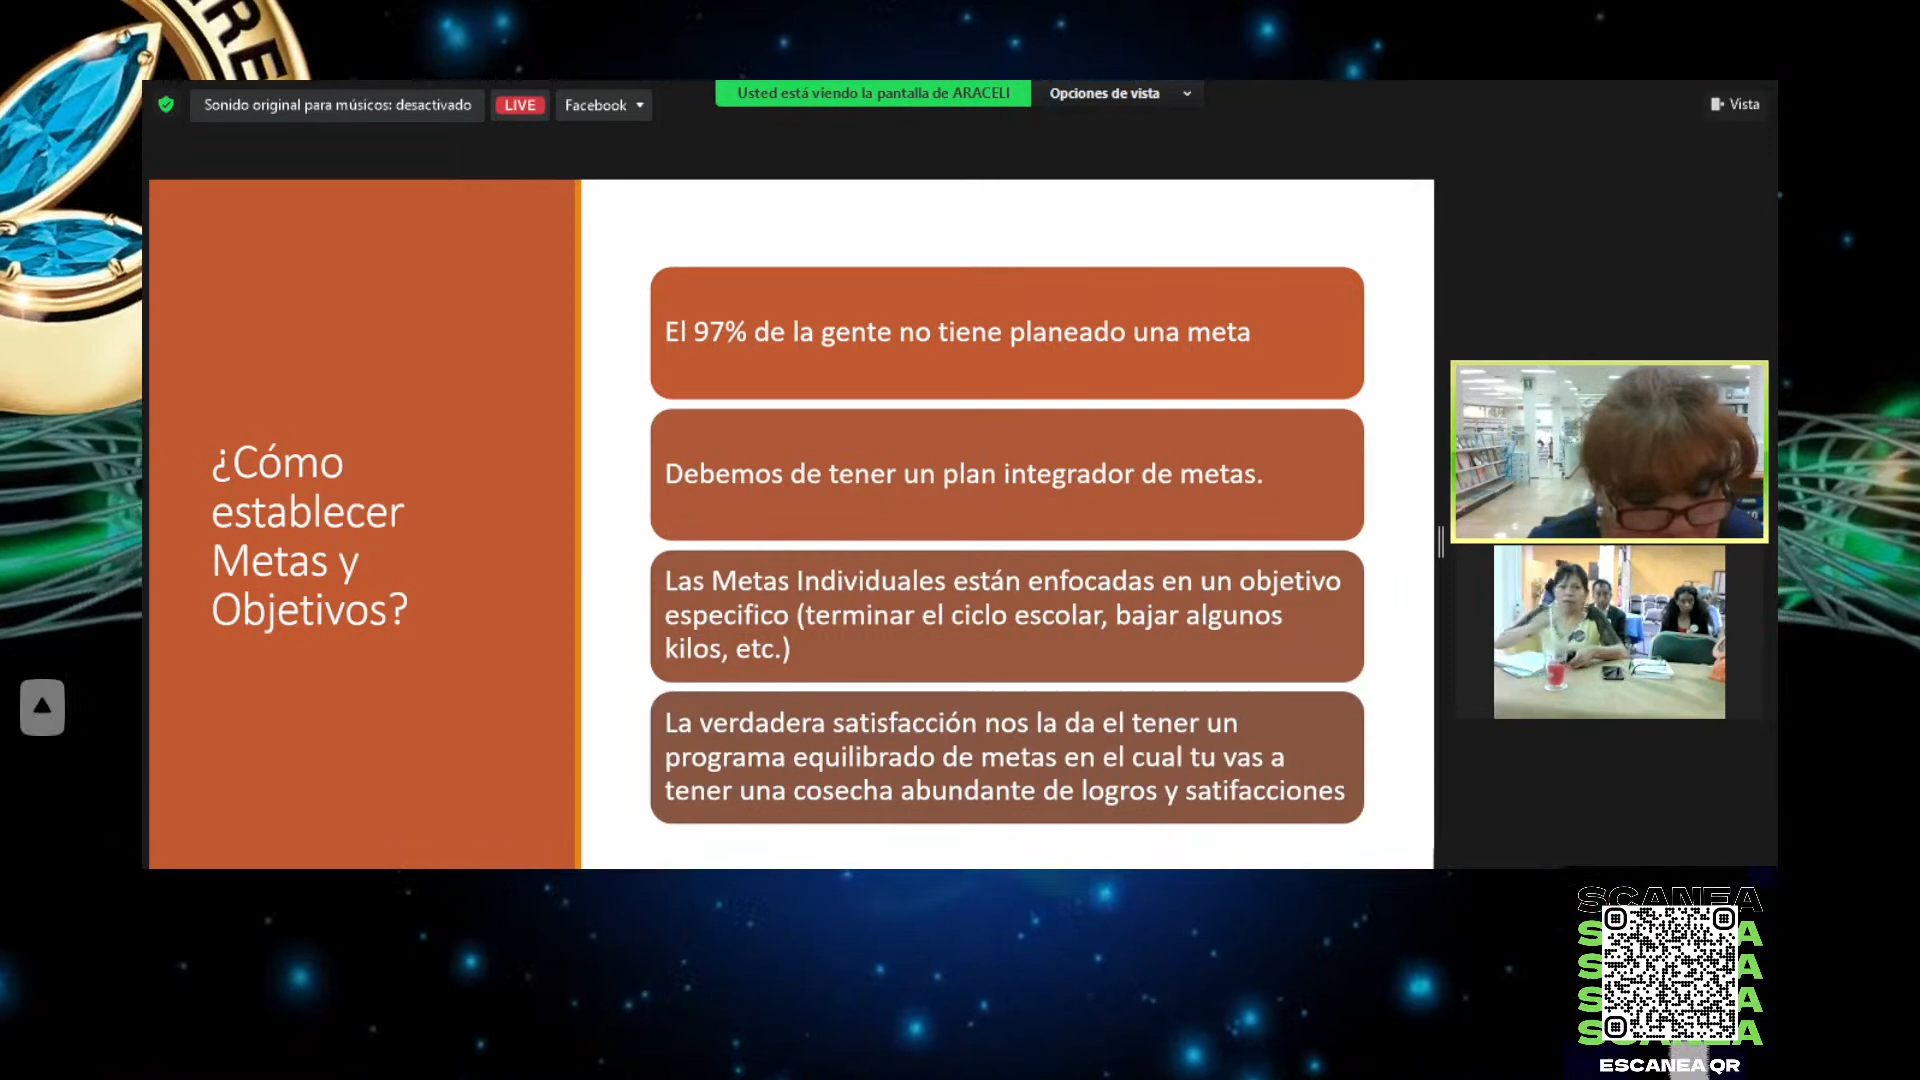 Sonido original para músicos: desactivado
LIVE
Facebook
Usted está viendo la pantalla de ARACELI
Opciones de vista
Vista
¿Cómo
establecer
Metas y
Objetivos?
El 97% de la gente no tiene planeado una meta
Debemos de tener un plan integrador de metas.
Las Metas Individuales están enfocadas en un objetivo
especifico (terminar el ciclo escolar, bajar algunos
kilos, etc.)
La verdadera satisfacción nos la da el tener un
programa equilibrado de metas en el cual tu vas a
tener una cosecha abundante de logros y satifacciones
SCANEA
ESCANEA QR